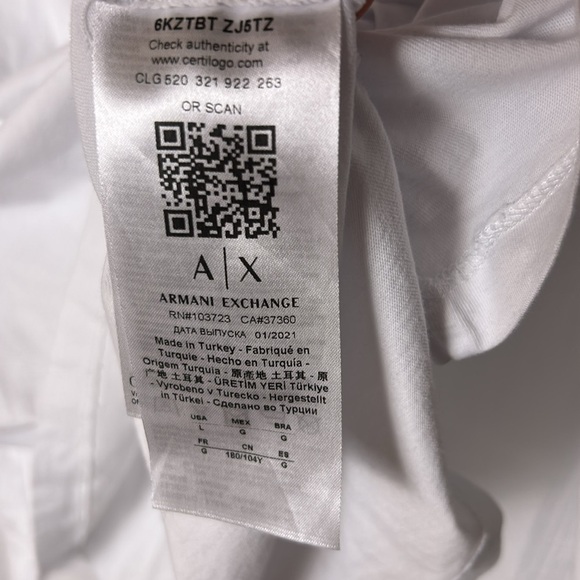 6KZTBT ZJ5TZ
Check authenticity at
www.certilogo.com
CLG 520 321 922 263
OR SCAN
A|X
ARMANI EXCHANGE
RN#103723 CA#37360
ДАТА ВЫПУСКА 01/2021
Made in Turkey - Fabriqué en
Turquie - Hecho en Turquía -
Origem Turquia - 原產地 土耳其 - 原
产地 土耳其 - ÜRETİM YERİ Türkiye
- Vyrobeno v Turecko - Hergestellt
in Türkei - Сделано во Турции
USA MEX BRA
L G G
FR CN ES
G 180/104Y G